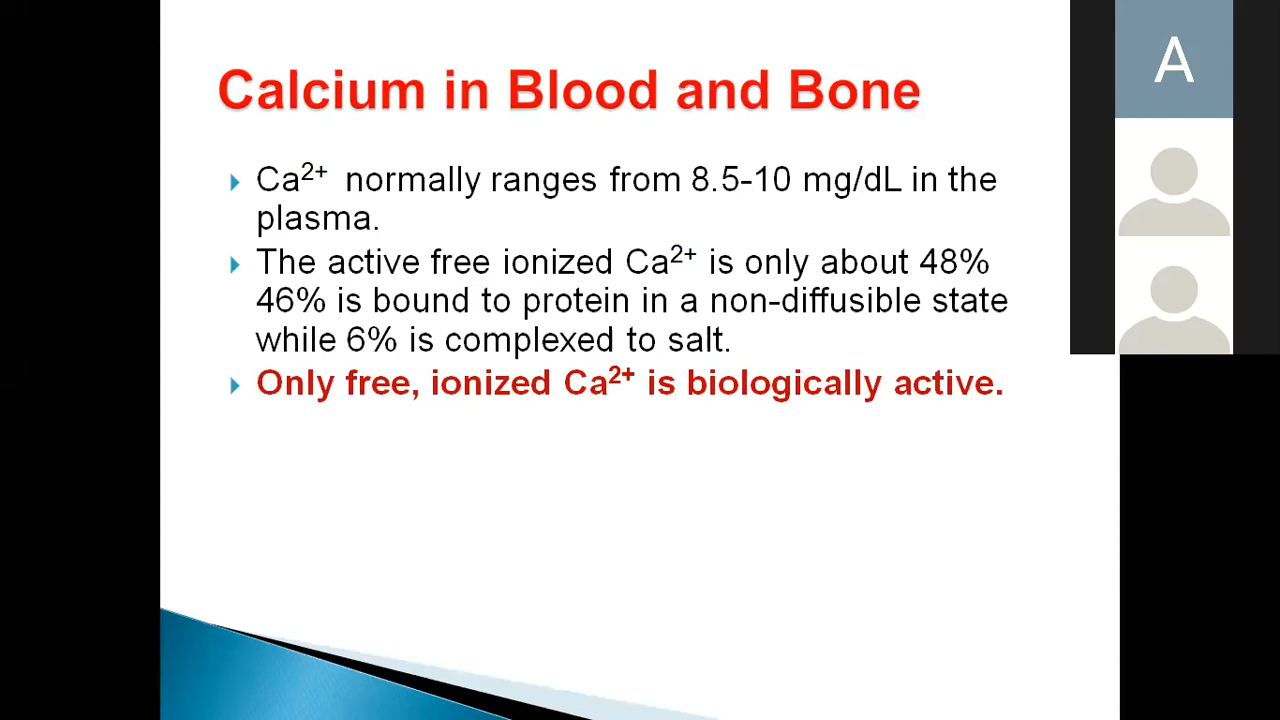 Calcium in Blood and Bone
Ca²⁺ normally ranges from 8.5-10 mg/dL in the
plasma.
The active free ionized Ca²⁺ is only about 48%
46% is bound to protein in a non-diffusible state
while 6% is complexed to salt.
Only free, ionized Ca²⁺ is biologically active.
A